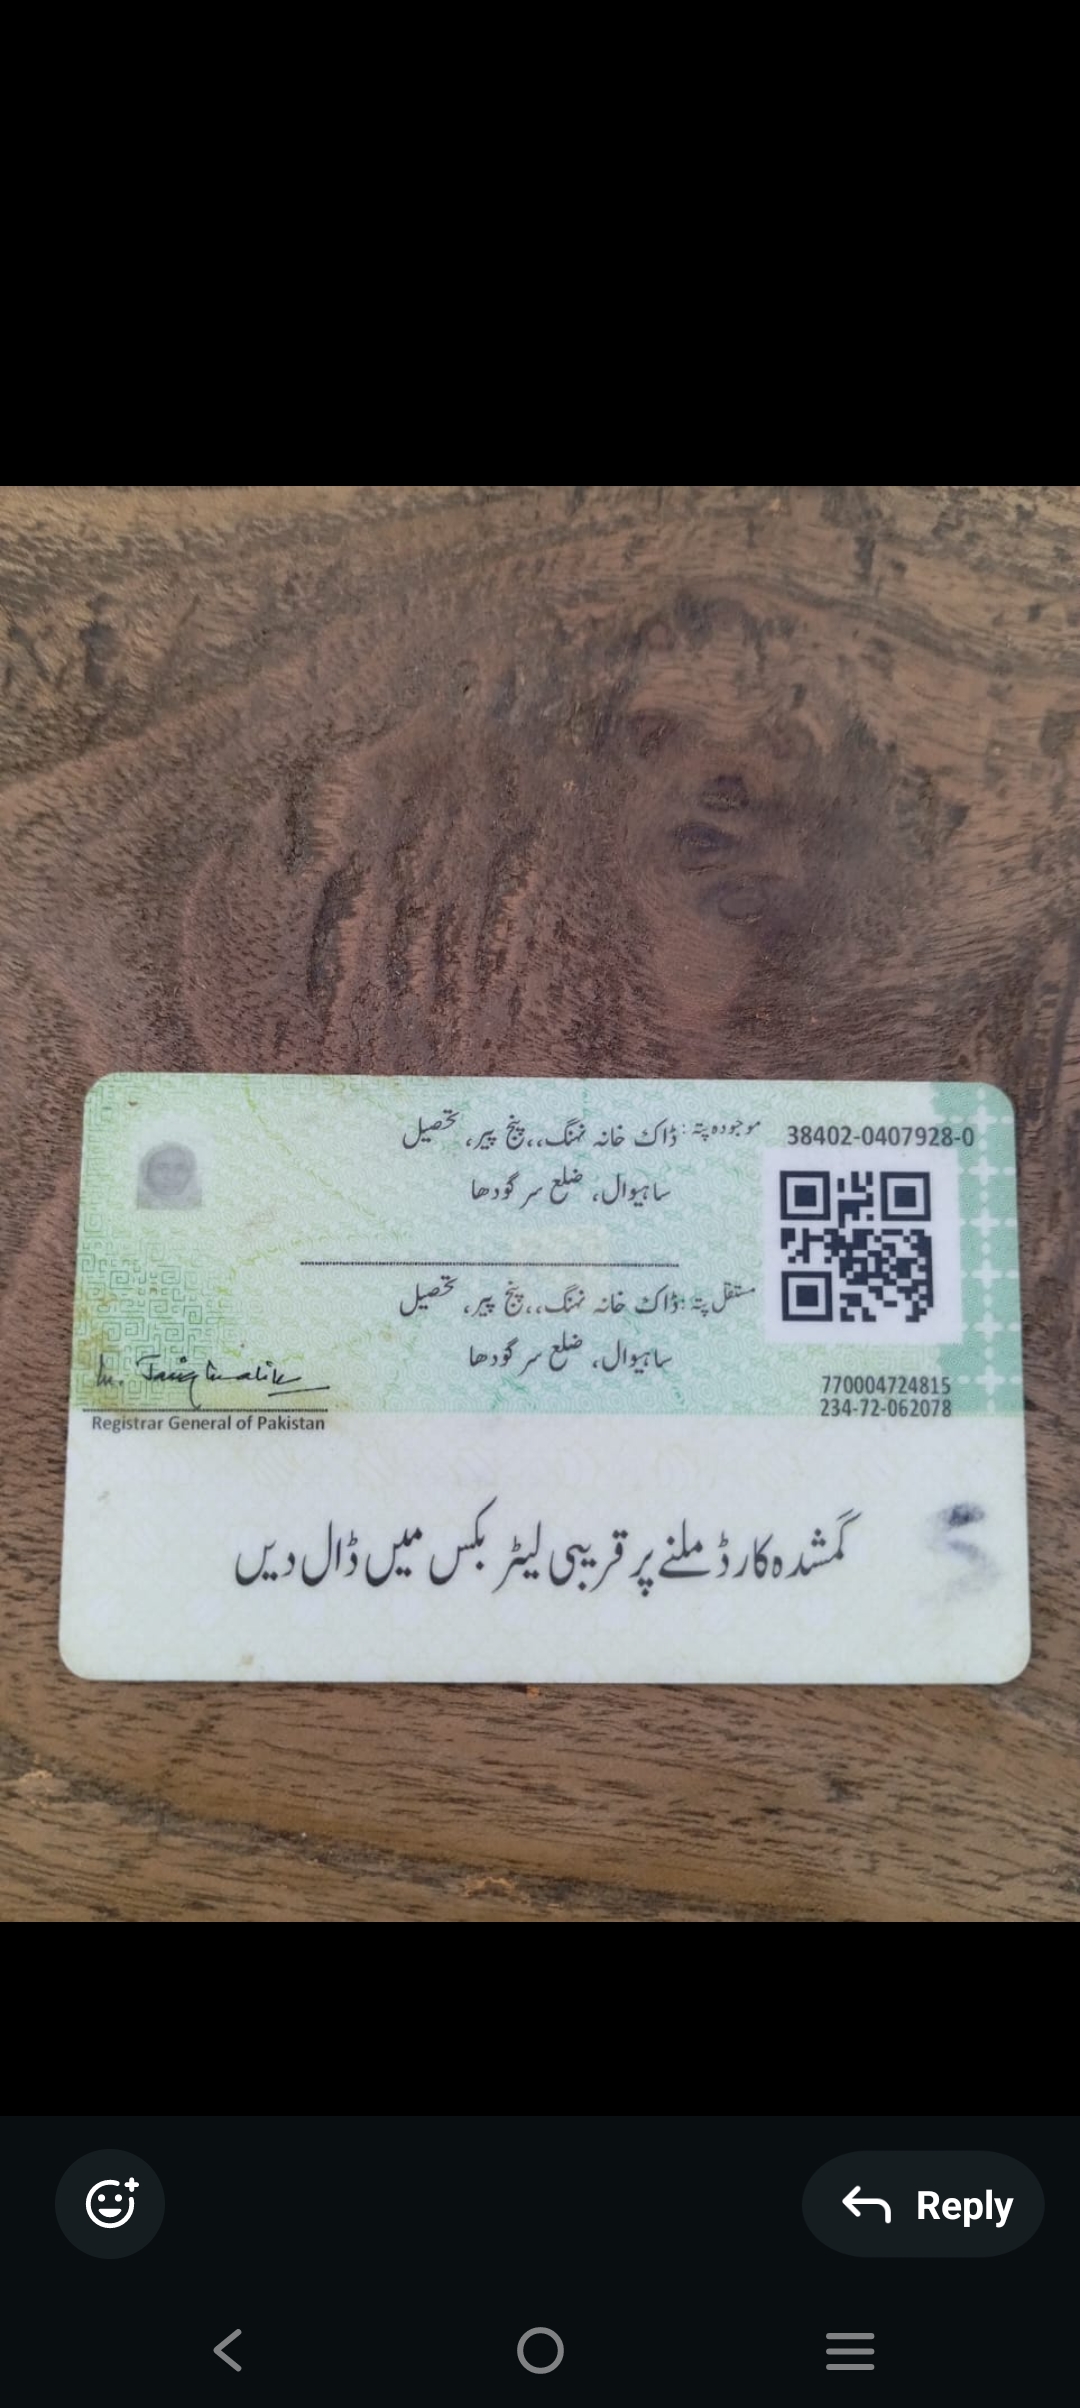 38402-0407928-0
موجودہ پتہ: ڈاک خانہ نہنگ،، پنج پیر، تحصیل
ساہیوال، ضلع سرگودھا
مستقل پتہ: ڈاک خانہ نہنگ،، پنج پیر، تحصیل
ساہیوال، ضلع سرگودھا
770004724815
234-72-062078
Registrar General of Pakistan
گمشدہ کارڈ ملنے پر قریبی لیٹر بکس میں ڈال دیں
Reply